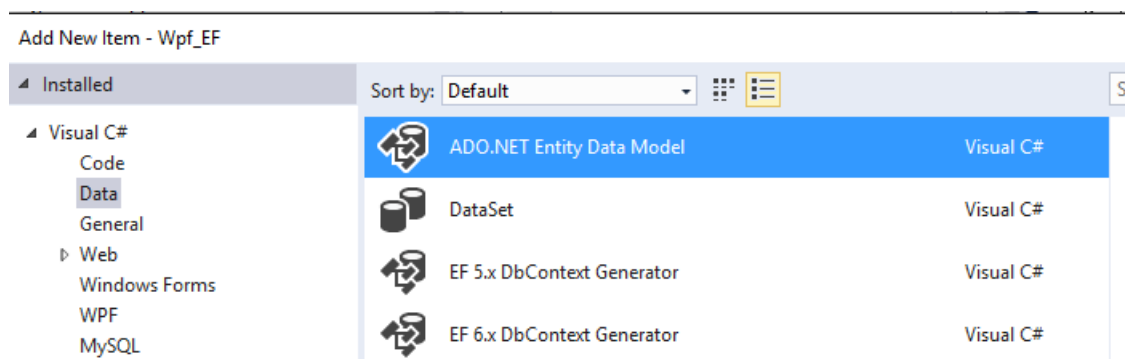 Add New Item - Wpf_EF
Installed
Sort by: Default
Visual C#
Code
Data
General
Web
Windows Forms
WPF
MySQL
ADO.NET Entity Data Model Visual C#
DataSet Visual C#
EF 5.x DbContext Generator Visual C#
EF 6.x DbContext Generator Visual C#